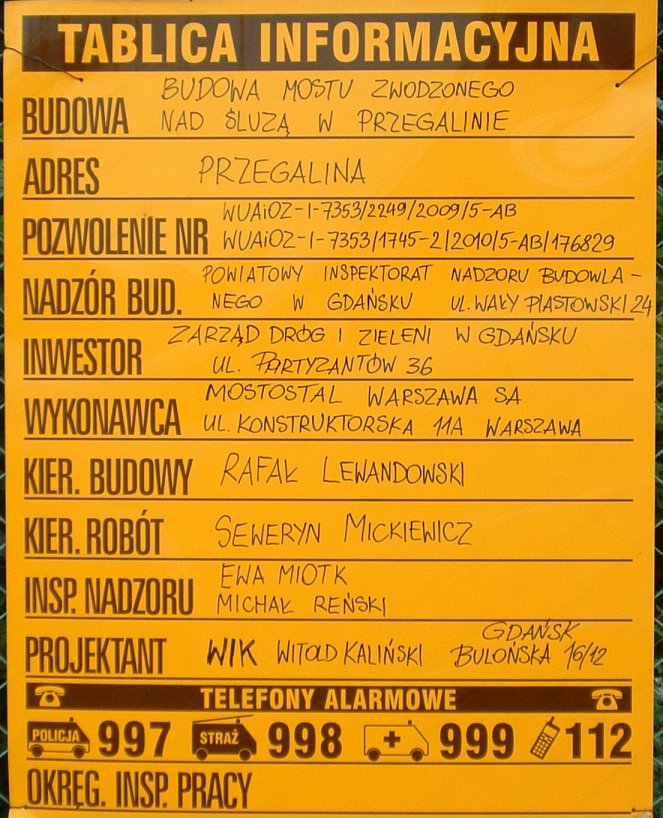 TABLICA INFORMACYJNA
BUDOWA BUDOWA MOSTU ZWODZONEGO
NAD ŚLUZĄ W PRZEGALINIE
ADRES PRZEGALINA
POZWOLENIE NR WUAiOZ-I-7353/2249/2009/5-AB
WUAiOZ-I-7353/1745-2/2010/5-AB/176829
NADZÓR BUD. POWIATOWY INSPEKTORAT NADZORU BUDOWLA-
NEGO W GDAŃSKU UL. WAŁY PIASTOWSKI 24
INWESTOR ZARZĄD DRÓG I ZIELENI W GDAŃSKU
UL. PARTYZANTÓW 36
WYKONAWCA MOSTOSTAL WARSZAWA SA
UL. KONSTRUKTORSKA 11A WARSZAWA
KIER. BUDOWY RAFAŁ LEWANDOWSKI
KIER. ROBÓT SEWERYN MICKIEWICZ
INSP. NADZORU EWA MIOTK
MICHAŁ REŃSKI
PROJEKTANT WIK WITOLD KALIŃSKI GDAŃSK
BULOŃSKA 16/12
TELEFONY ALARMOWE
POLICJA 997 STRAŻ 998 999 112
OKRĘG. INSP. PRACY